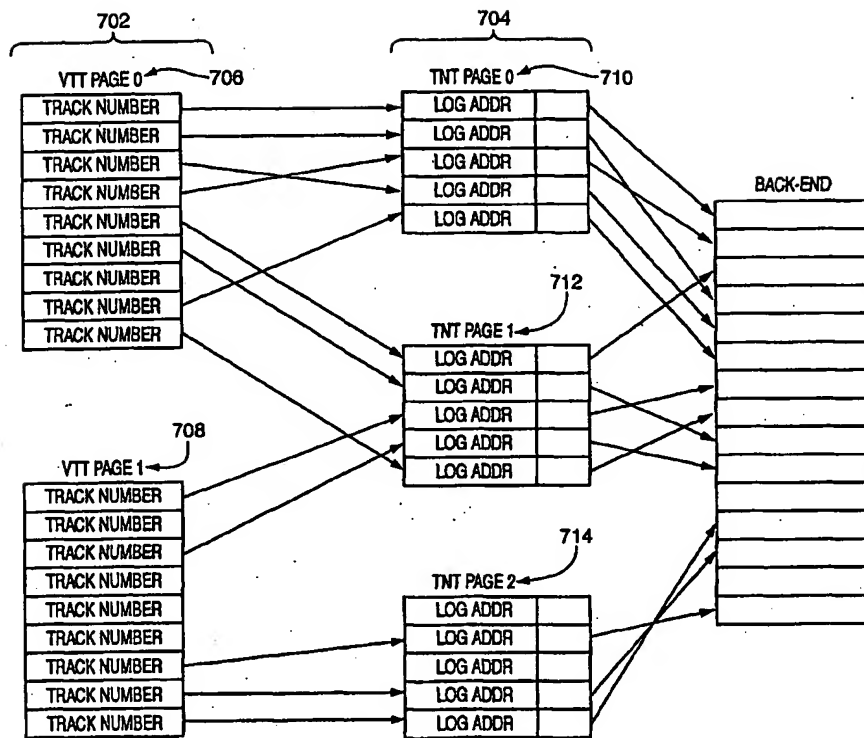 702
704
VTT PAGE 0
706
TRACK NUMBER
TRACK NUMBER
TRACK NUMBER
TRACK NUMBER
TRACK NUMBER
TRACK NUMBER
TRACK NUMBER
TRACK NUMBER
TRACK NUMBER
VTT PAGE 1
708
TRACK NUMBER
TRACK NUMBER
TRACK NUMBER
TRACK NUMBER
TRACK NUMBER
TRACK NUMBER
TRACK NUMBER
TRACK NUMBER
TRACK NUMBER
TNT PAGE 0
710
LOG ADDR
LOG ADDR
LOG ADDR
LOG ADDR
LOG ADDR
TNT PAGE 1
712
LOG ADDR
LOG ADDR
LOG ADDR
LOG ADDR
LOG ADDR
TNT PAGE 2
714
LOG ADDR
LOG ADDR
LOG ADDR
LOG ADDR
LOG ADDR
BACK-END